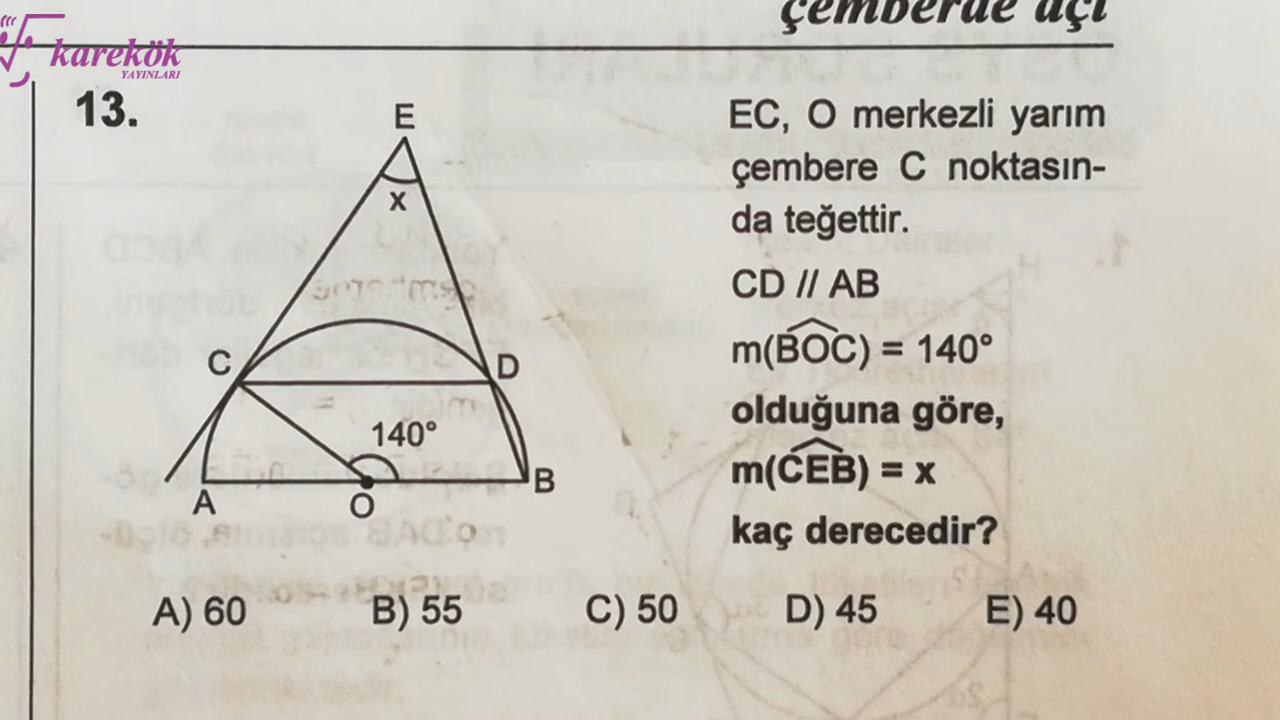 karekök
YAYINLARI
çemberde açı
13.
E
x
C
D
140°
A
O
B
EC, O merkezli yarım
çembere C noktasın-
da teğettir.
CD // AB
m(BOC) = 140°
olduğuna göre,
m(CEB) = x
kaç derecedir?
A) 60 B) 55 C) 50 D) 45 E) 40